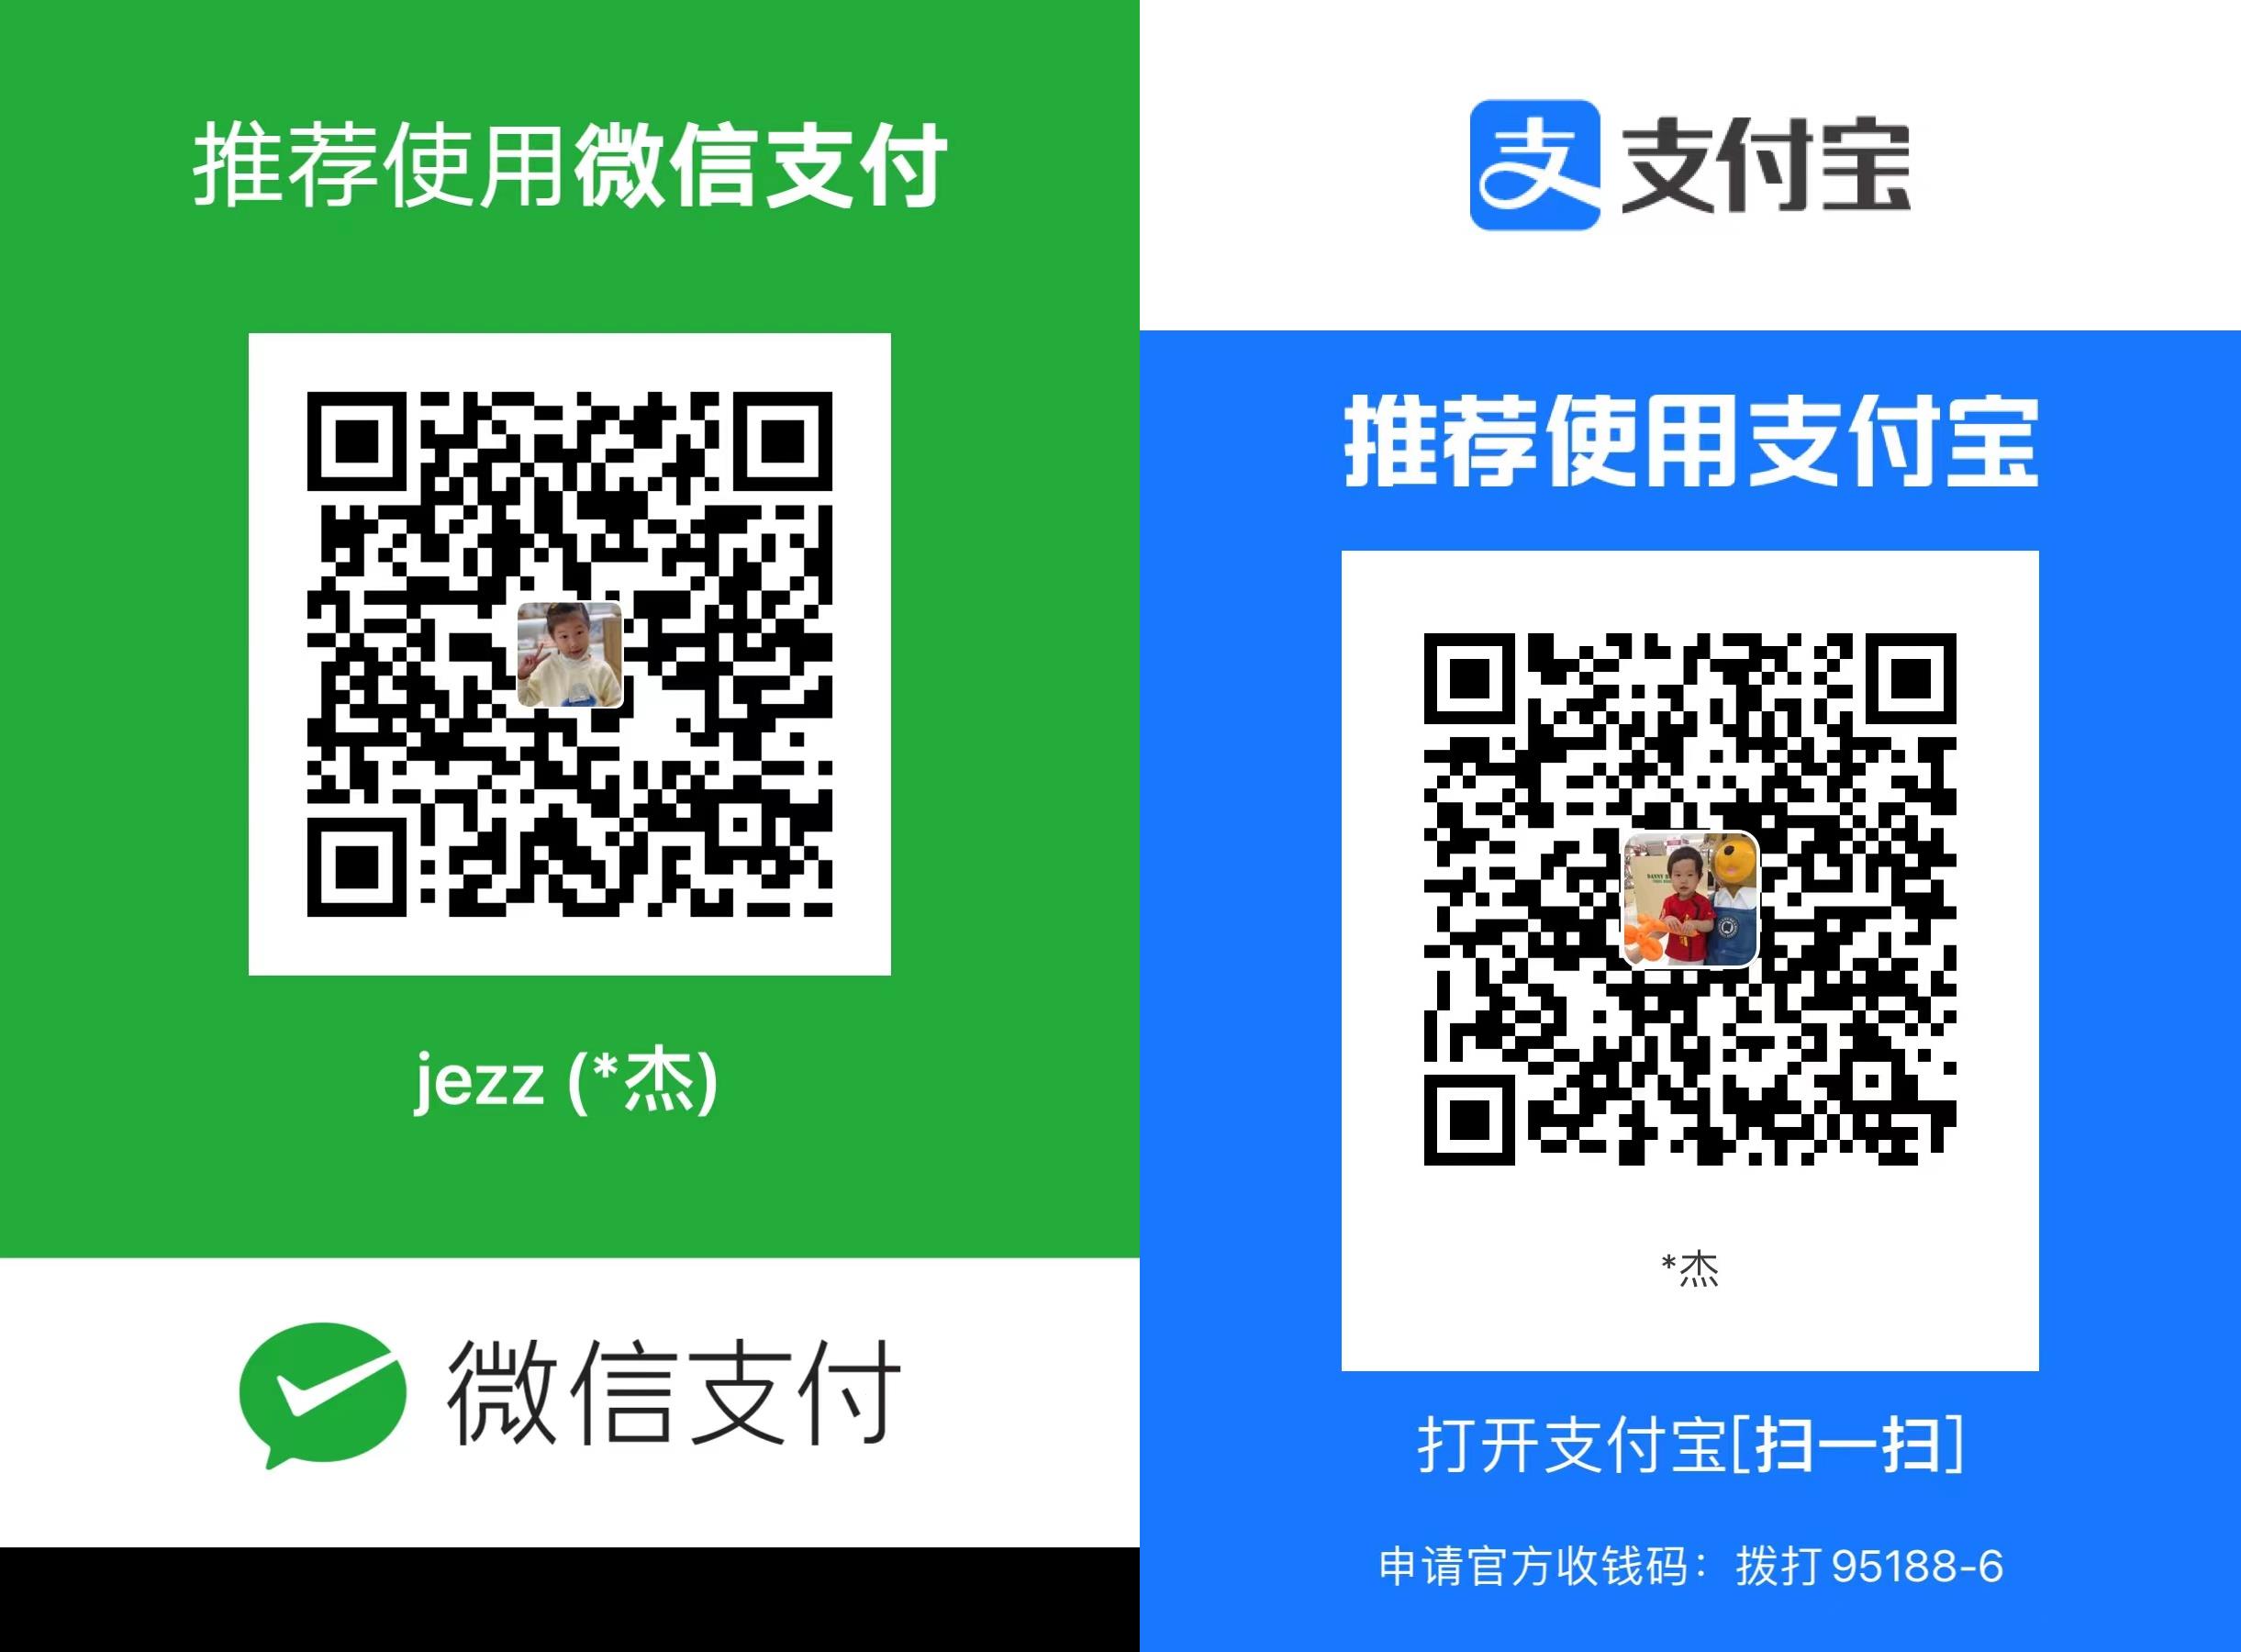 推荐使用微信支付
jezz (*杰)
微信支付
支 支付宝
推荐使用支付宝
*杰
打开支付宝[扫一扫]
申请官方收钱码：拨打 95188-6